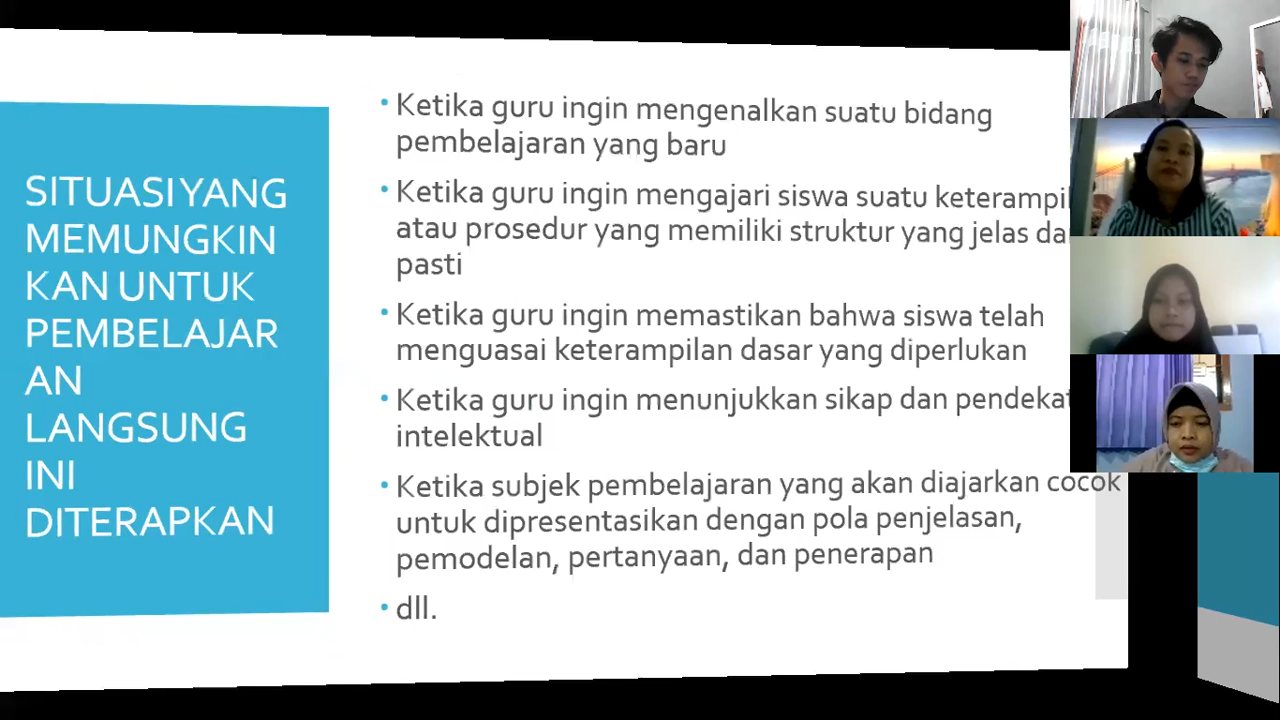 SITUASI YANG
MEMUNGKIN
KAN UNTUK
PEMBELAJAR
AN
LANGSUNG
INI
DITERAPKAN
• Ketika guru ingin mengenalkan suatu bidang
pembelajaran yang baru
• Ketika guru ingin mengajari siswa suatu
atau prosedur yang memiliki struktur yang jelas
pasti
• Ketika guru ingin memastikan bahwa siswa telah
menguasai keterampilan dasar yang diperlukan
• Ketika guru ingin menunjukkan sikap dan
intelektual
• Ketika subjek pembelajaran yang akan diajarkan cocok
untuk dipresentasikan dengan pola penjelasan,
pemodelan, pertanyaan, dan penerapan
• dll.